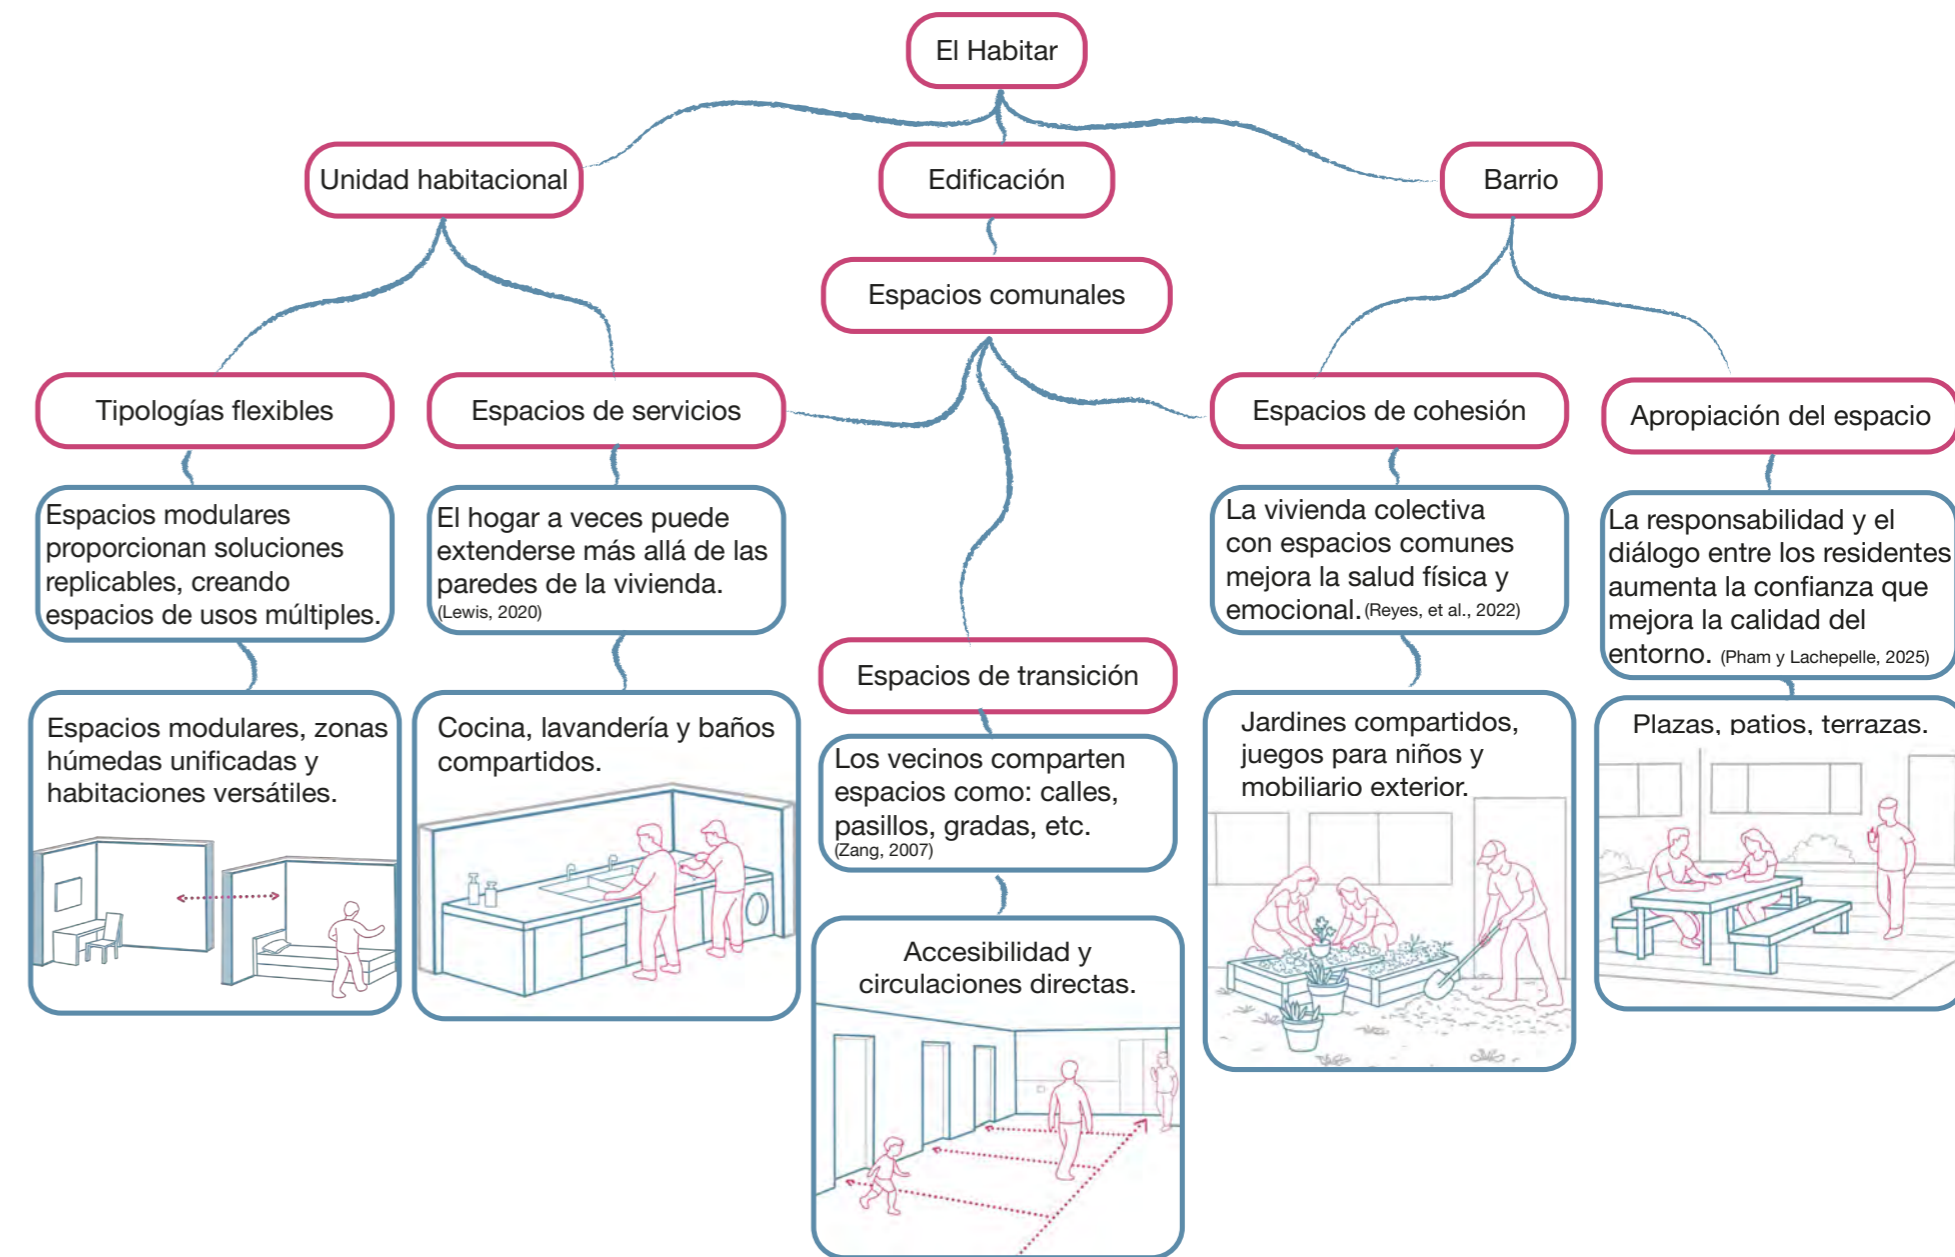 El Habitar
Unidad habitacional
Edificación
Barrio
Espacios comunales
Tipologías flexibles
Espacios de servicios
Espacios de cohesión
Apropiación del espacio
Espacios modulares
proporcionan soluciones
replicables, creando
espacios de usos múltiples.
El hogar a veces puede
extenderse más allá de las
paredes de la vivienda.
(Lewis, 2020)
La vivienda colectiva
con espacios comunes
mejora la salud física y
emocional. (Reyes, et al., 2022)
La responsabilidad y el
diálogo entre los residentes
aumenta la confianza que
mejora la calidad del
entorno. (Pham y Lachepelle, 2025)
Espacios de transición
Los vecinos comparten
espacios como: calles,
pasillos, gradas, etc.
(Zang, 2007)
Espacios modulares, zonas
húmedas unificadas y
habitaciones versátiles.
Cocina, lavandería y baños
compartidos.
Accesibilidad y
circulaciones directas.
Jardines compartidos,
juegos para niños y
mobiliario exterior.
Plazas, patios, terrazas.